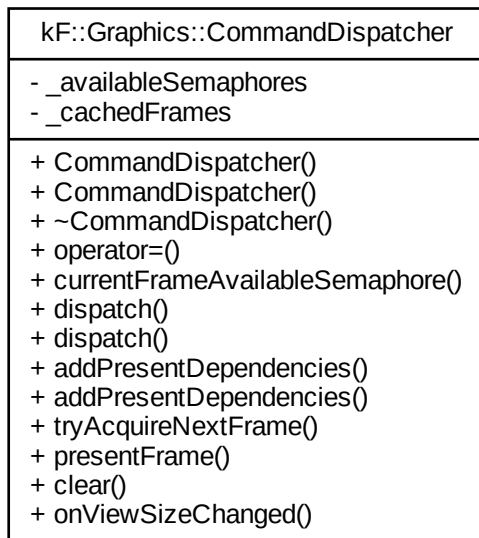 kF::Graphics::CommandDispatcher
- _availableSemaphores
- _cachedFrames
+ CommandDispatcher()
+ CommandDispatcher()
+ ~CommandDispatcher()
+ operator=()
+ currentFrameAvailableSemaphore()
+ dispatch()
+ dispatch()
+ addPresentDependencies()
+ addPresentDependencies()
+ tryAcquireNextFrame()
+ presentFrame()
+ clear()
+ onViewSizeChanged()